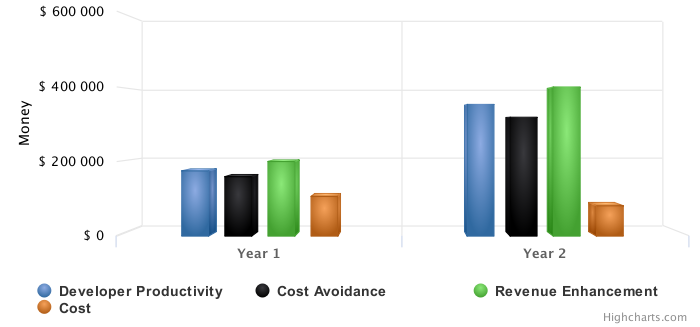 $ 600 000
$ 400 000
$ 200 000
$ 0
Money
Year 1
Year 2
Developer Productivity
Cost Avoidance
Revenue Enhancement
Cost
Highcharts.com